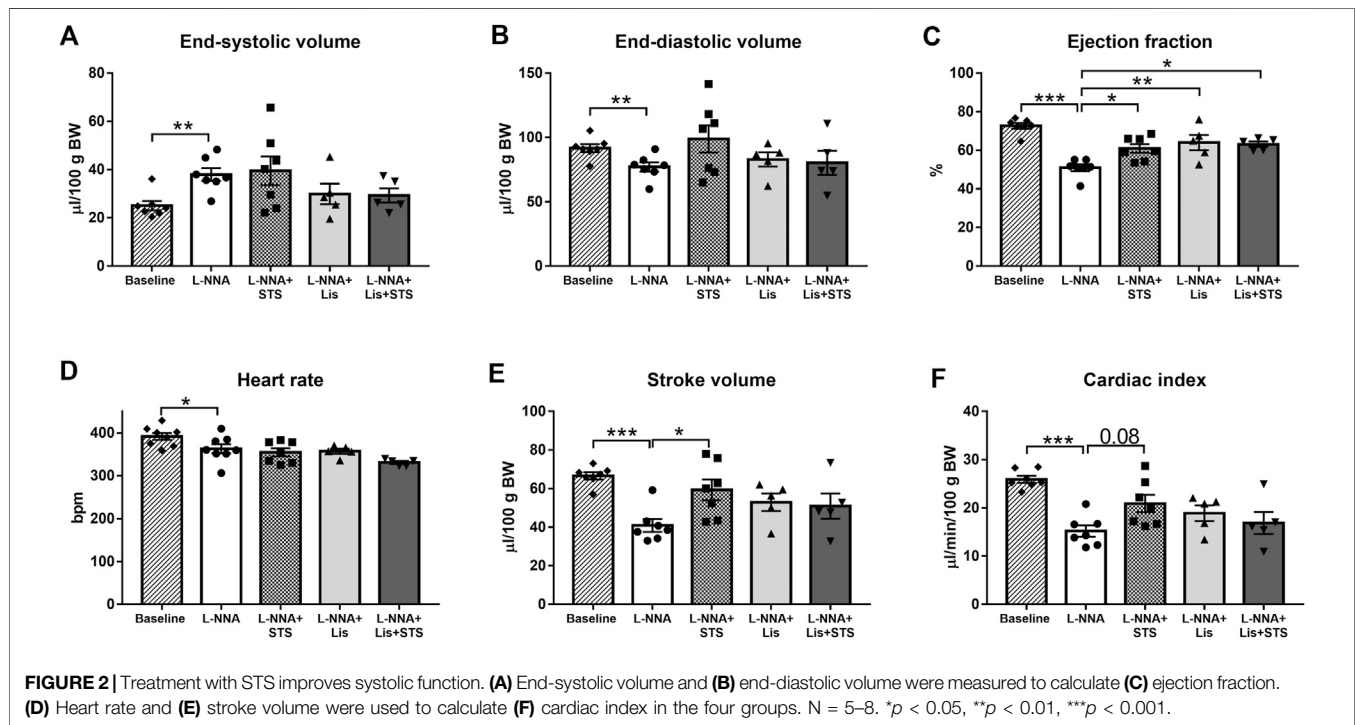 A End-systolic volume
**
µl/100 g BW
80
60
40
20
0
Baseline L-NNA L-NNA+ STS L-NNA+ Lis L-NNA+ Lis+STS
B End-diastolic volume
**
µl/100 g BW
150
100
50
0
Baseline L-NNA L-NNA+ STS L-NNA+ Lis L-NNA+ Lis+STS
C Ejection fraction
*
**
*** *
%
80
60
40
20
0
Baseline L-NNA L-NNA+ STS L-NNA+ Lis L-NNA+ Lis+STS
D Heart rate
*
bpm
400
300
200
100
0
Baseline L-NNA L-NNA+ STS L-NNA+ Lis L-NNA+ Lis+STS
E Stroke volume
*** *
µl/100 g BW
100
80
60
40
20
0
Baseline L-NNA L-NNA+ STS L-NNA+ Lis L-NNA+ Lis+STS
F Cardiac index
*** 0.08
µl/min/100 g BW
40
30
20
10
0
Baseline L-NNA L-NNA+ STS L-NNA+ Lis L-NNA+ Lis+STS
FIGURE 2 | Treatment with STS improves systolic function. (A) End-systolic volume and (B) end-diastolic volume were measured to calculate (C) ejection fraction.
(D) Heart rate and (E) stroke volume were used to calculate (F) cardiac index in the four groups. N = 5–8. *p < 0.05, **p < 0.01, ***p < 0.001.